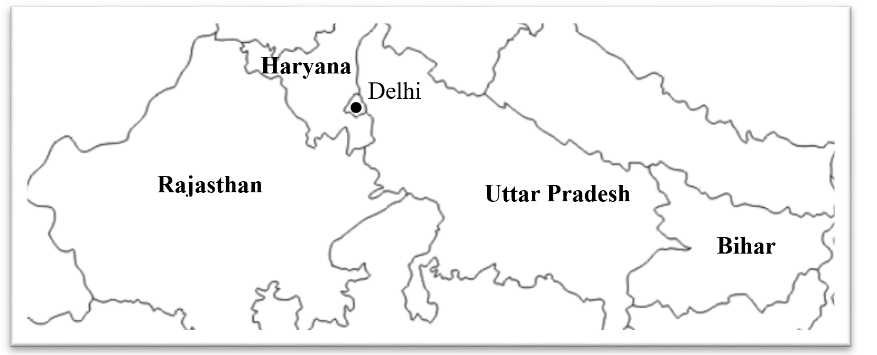 Haryana
Delhi
Rajasthan
Uttar Pradesh
Bihar